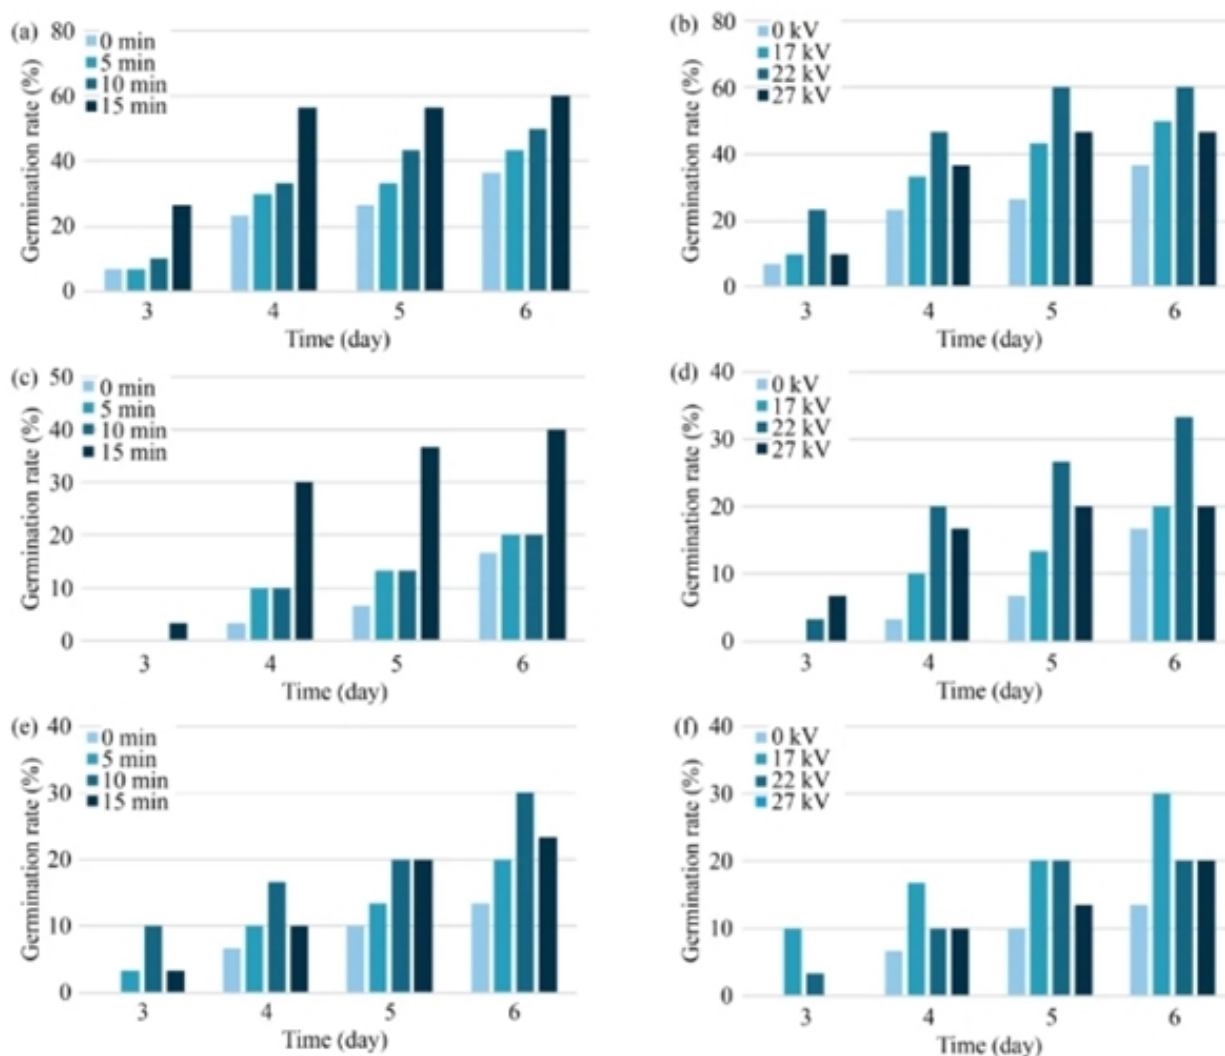 (a)
Germination rate (%)
80
60
40
20
0
0 min
5 min
10 min
15 min
3 4 5 6
Time (day)
(b)
Germination rate (%)
80
60
40
20
0
0 kV
17 kV
22 kV
27 kV
3 4 5 6
Time (day)
(c)
Germination rate (%)
50
40
30
20
10
0
0 min
5 min
10 min
15 min
3 4 5 6
Time (day)
(d)
Germination rate (%)
40
30
20
10
0
0 kV
17 kV
22 kV
27 kV
3 4 5 6
Time (day)
(e)
Germination rate (%)
40
30
20
10
0
0 min
5 min
10 min
15 min
3 4 5 6
Time (day)
(f)
Germination rate (%)
40
30
20
10
0
0 kV
17 kV
22 kV
27 kV
3 4 5 6
Time (day)